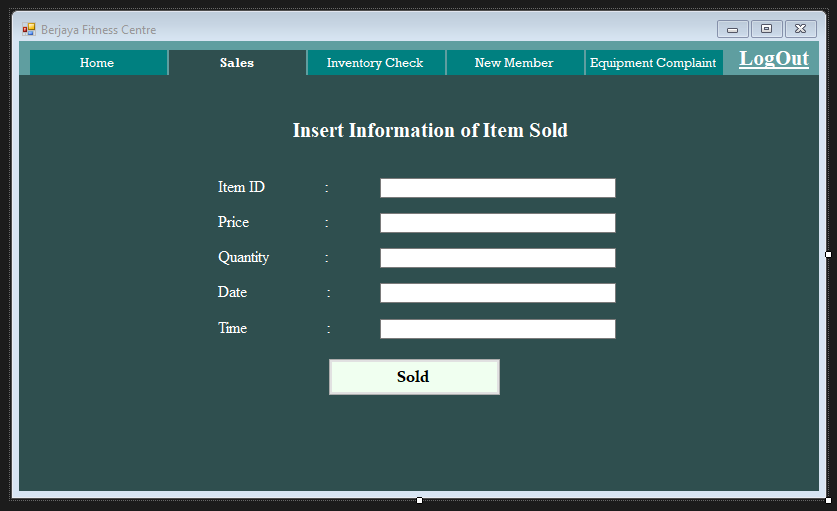 Berjaya Fitness Centre
Home Sales Inventory Check New Member Equipment Complaint LogOut
Insert Information of Item Sold
Item ID :
Price :
Quantity :
Date :
Time :
Sold